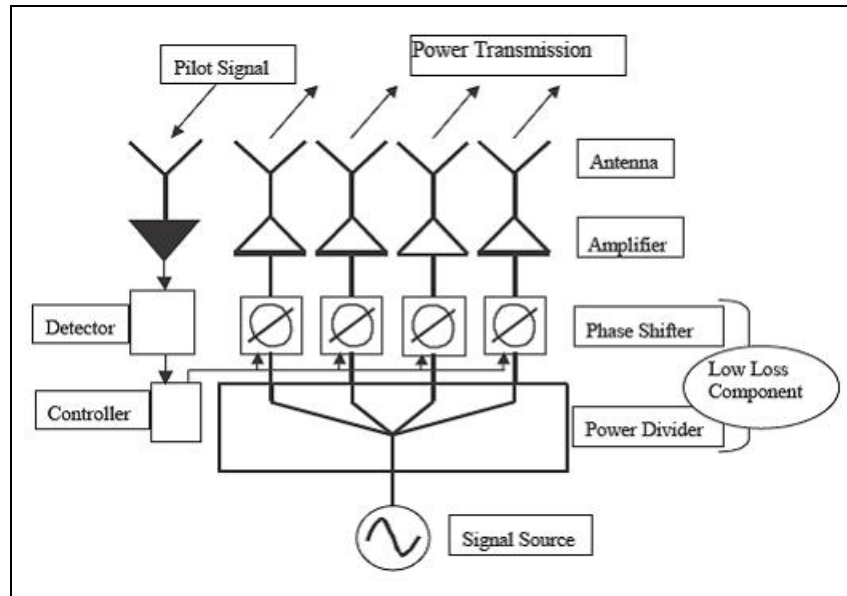 Power Transmission
Pilot Signal
Antenna
Amplifier
Detector
Phase Shifter
Low Loss
Component
Controller
Power Divider
Signal Source